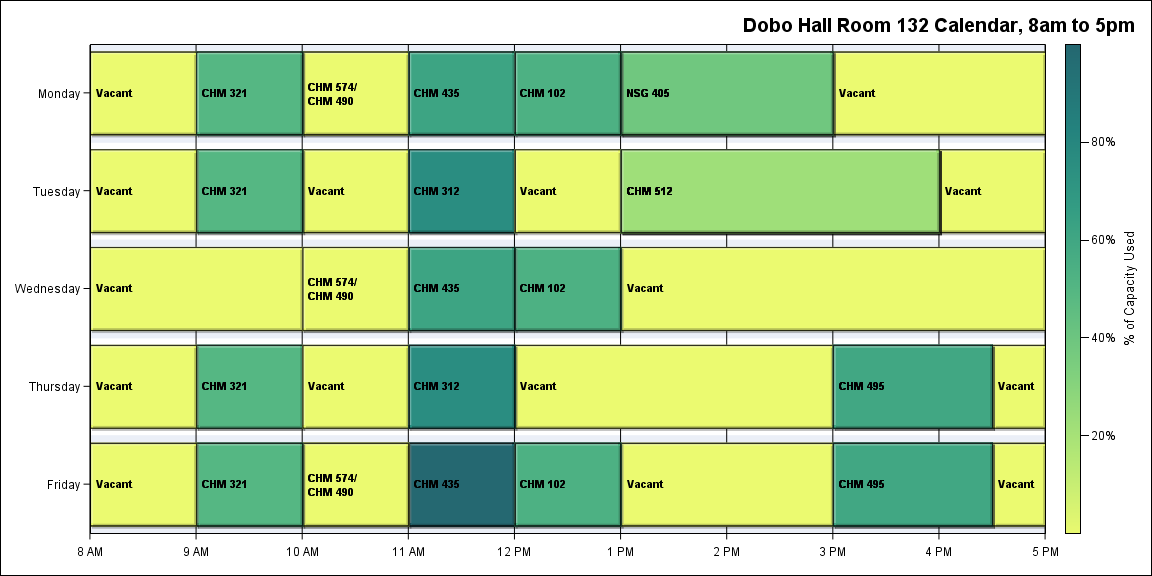 Dobo Hall Room 132 Calendar, 8am to 5pm
Monday
Vacant
CHM 321
CHM 574/
CHM 490
CHM 435
CHM 102
NSG 405
Vacant
Tuesday
Vacant
CHM 321
Vacant
CHM 312
Vacant
CHM 512
Vacant
Wednesday
Vacant
CHM 574/
CHM 490
CHM 435
CHM 102
Vacant
Thursday
Vacant
CHM 321
Vacant
CHM 312
Vacant
CHM 495
Vacant
Friday
Vacant
CHM 321
CHM 574/
CHM 490
CHM 435
CHM 102
Vacant
CHM 495
Vacant
8 AM
9 AM
10 AM
11 AM
12 PM
1 PM
2 PM
3 PM
4 PM
5 PM
80%
60%
40%
20%
% of Capacity Used